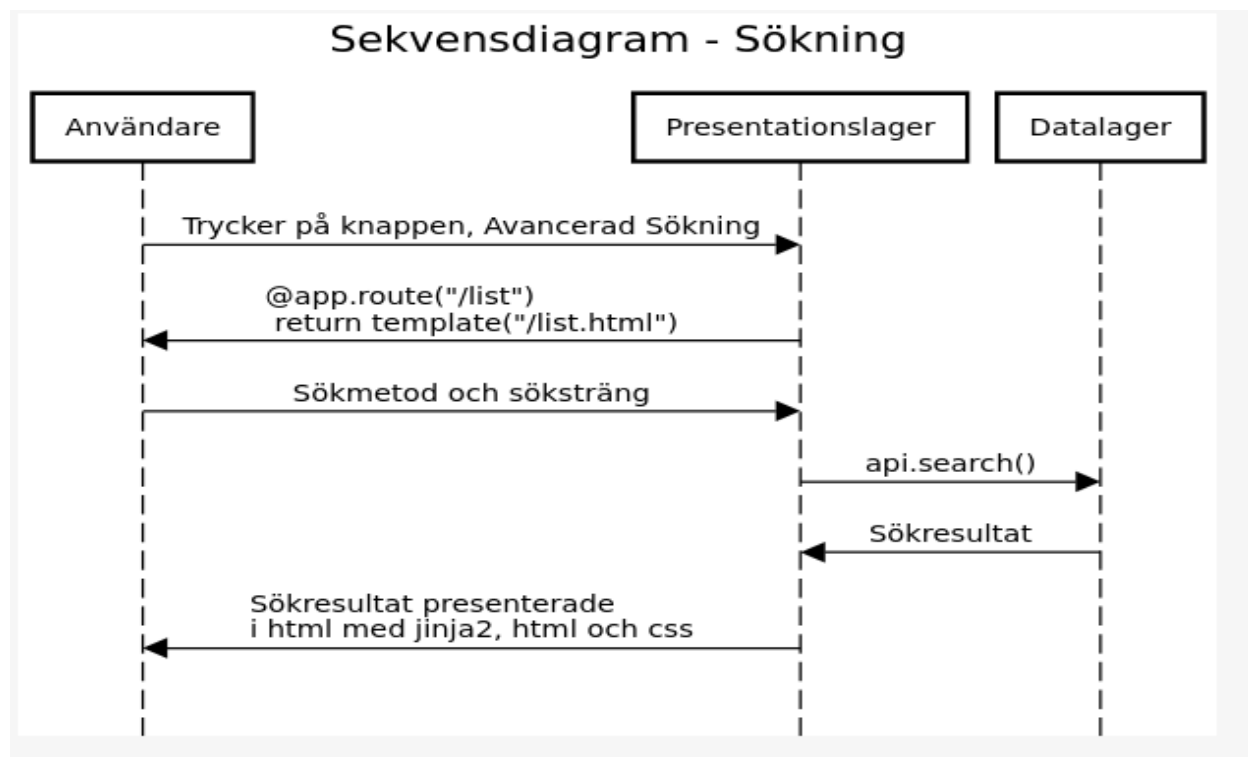 Sekvensdiagram - Sökning
Användare
Presentationslager
Datalager
Trycker på knappen, Avancerad Sökning
@app.route("/list")
return template("/list.html")
Sökmetod och söksträng
api.search()
Sökresultat
Sökresultat presenterade
i html med jinja2, html och css